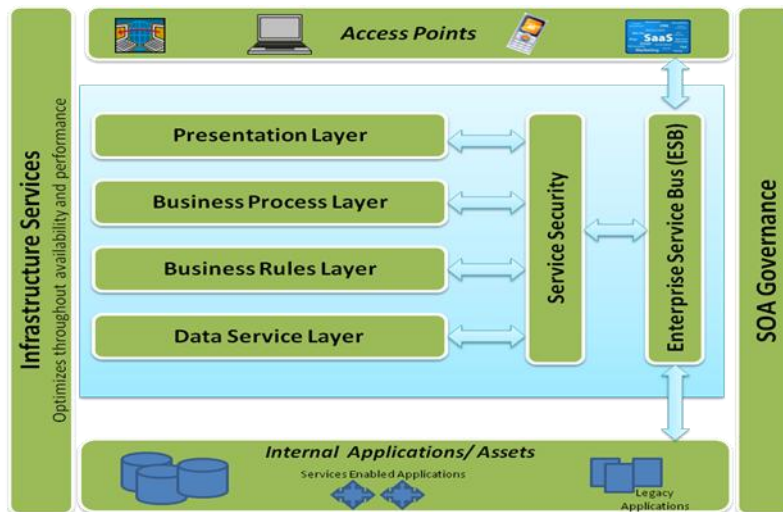 Access Points
SaaS
Infrastructure Services
Optimizes throughout availability and performance
Presentation Layer
Business Process Layer
Business Rules Layer
Data Service Layer
Service Security
Enterprise Service Bus (ESB)
SOA Governance
Internal Applications/ Assets
Services Enabled Applications
Legacy
Applications